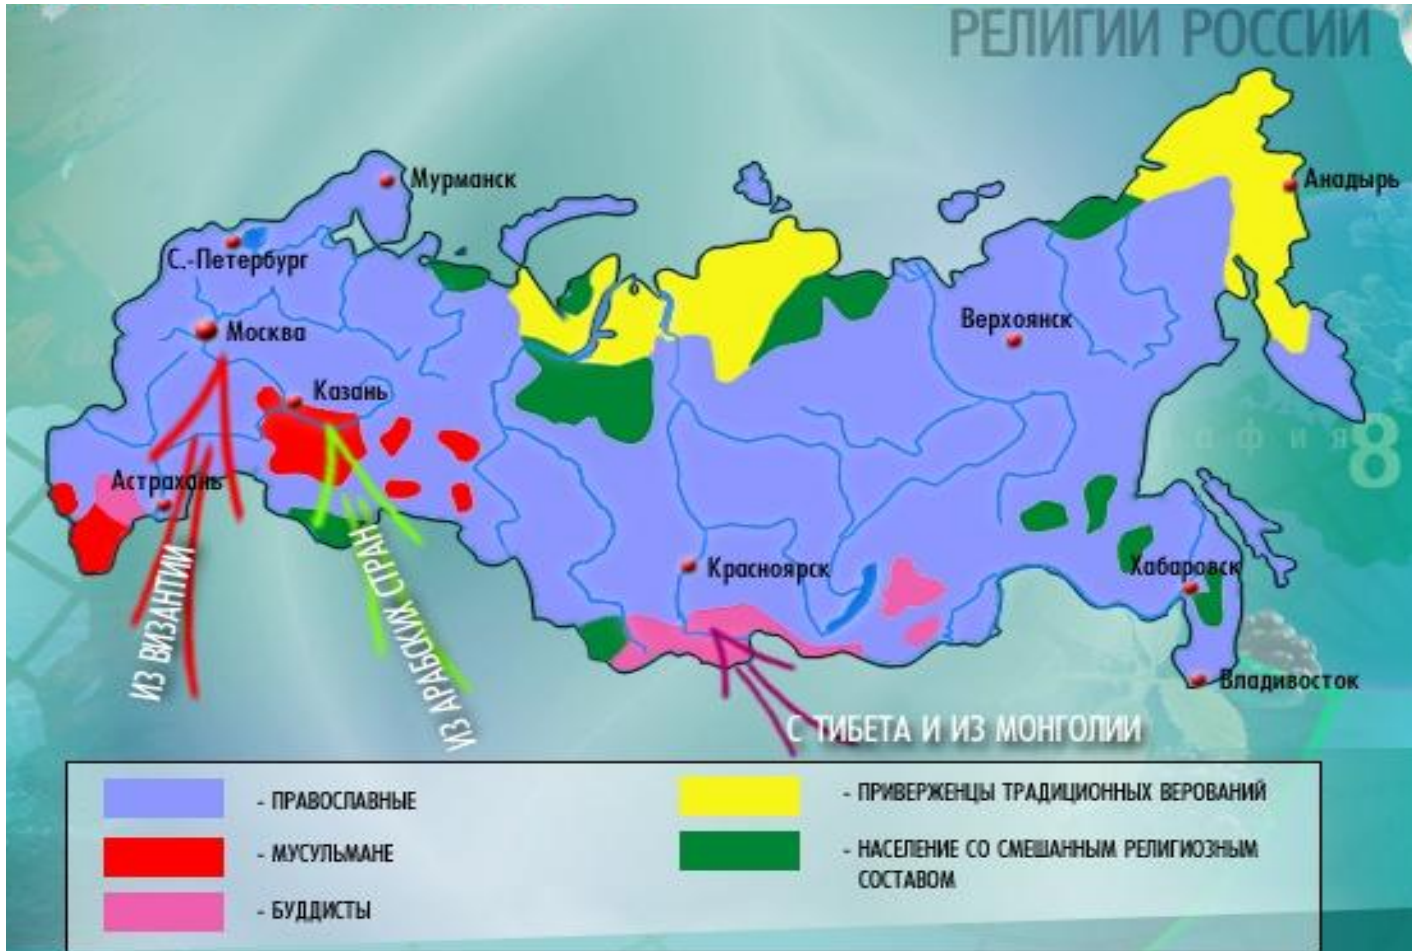 РЕЛИГИИ РОССИИ
Мурманск
Анадырь
С.-Петербург
Верхоянск
Москва
Казань
8
Астрахань
ИЗ ВИЗАНТИИ
ИЗ АРАБСКИХ СТРАН
Красноярск
Хабаровск
Владивосток
С ТИБЕТА И ИЗ МОНГОЛИИ
- ПРАВОСЛАВНЫЕ
- МУСУЛЬМАНЕ
- БУДДИСТЫ
- ПРИВЕРЖЕНЦЫ ТРАДИЦИОННЫХ ВЕРОВАНИЙ
- НАСЕЛЕНИЕ СО СМЕШАННЫМ РЕЛИГИОЗНЫМ
СОСТАВОМ